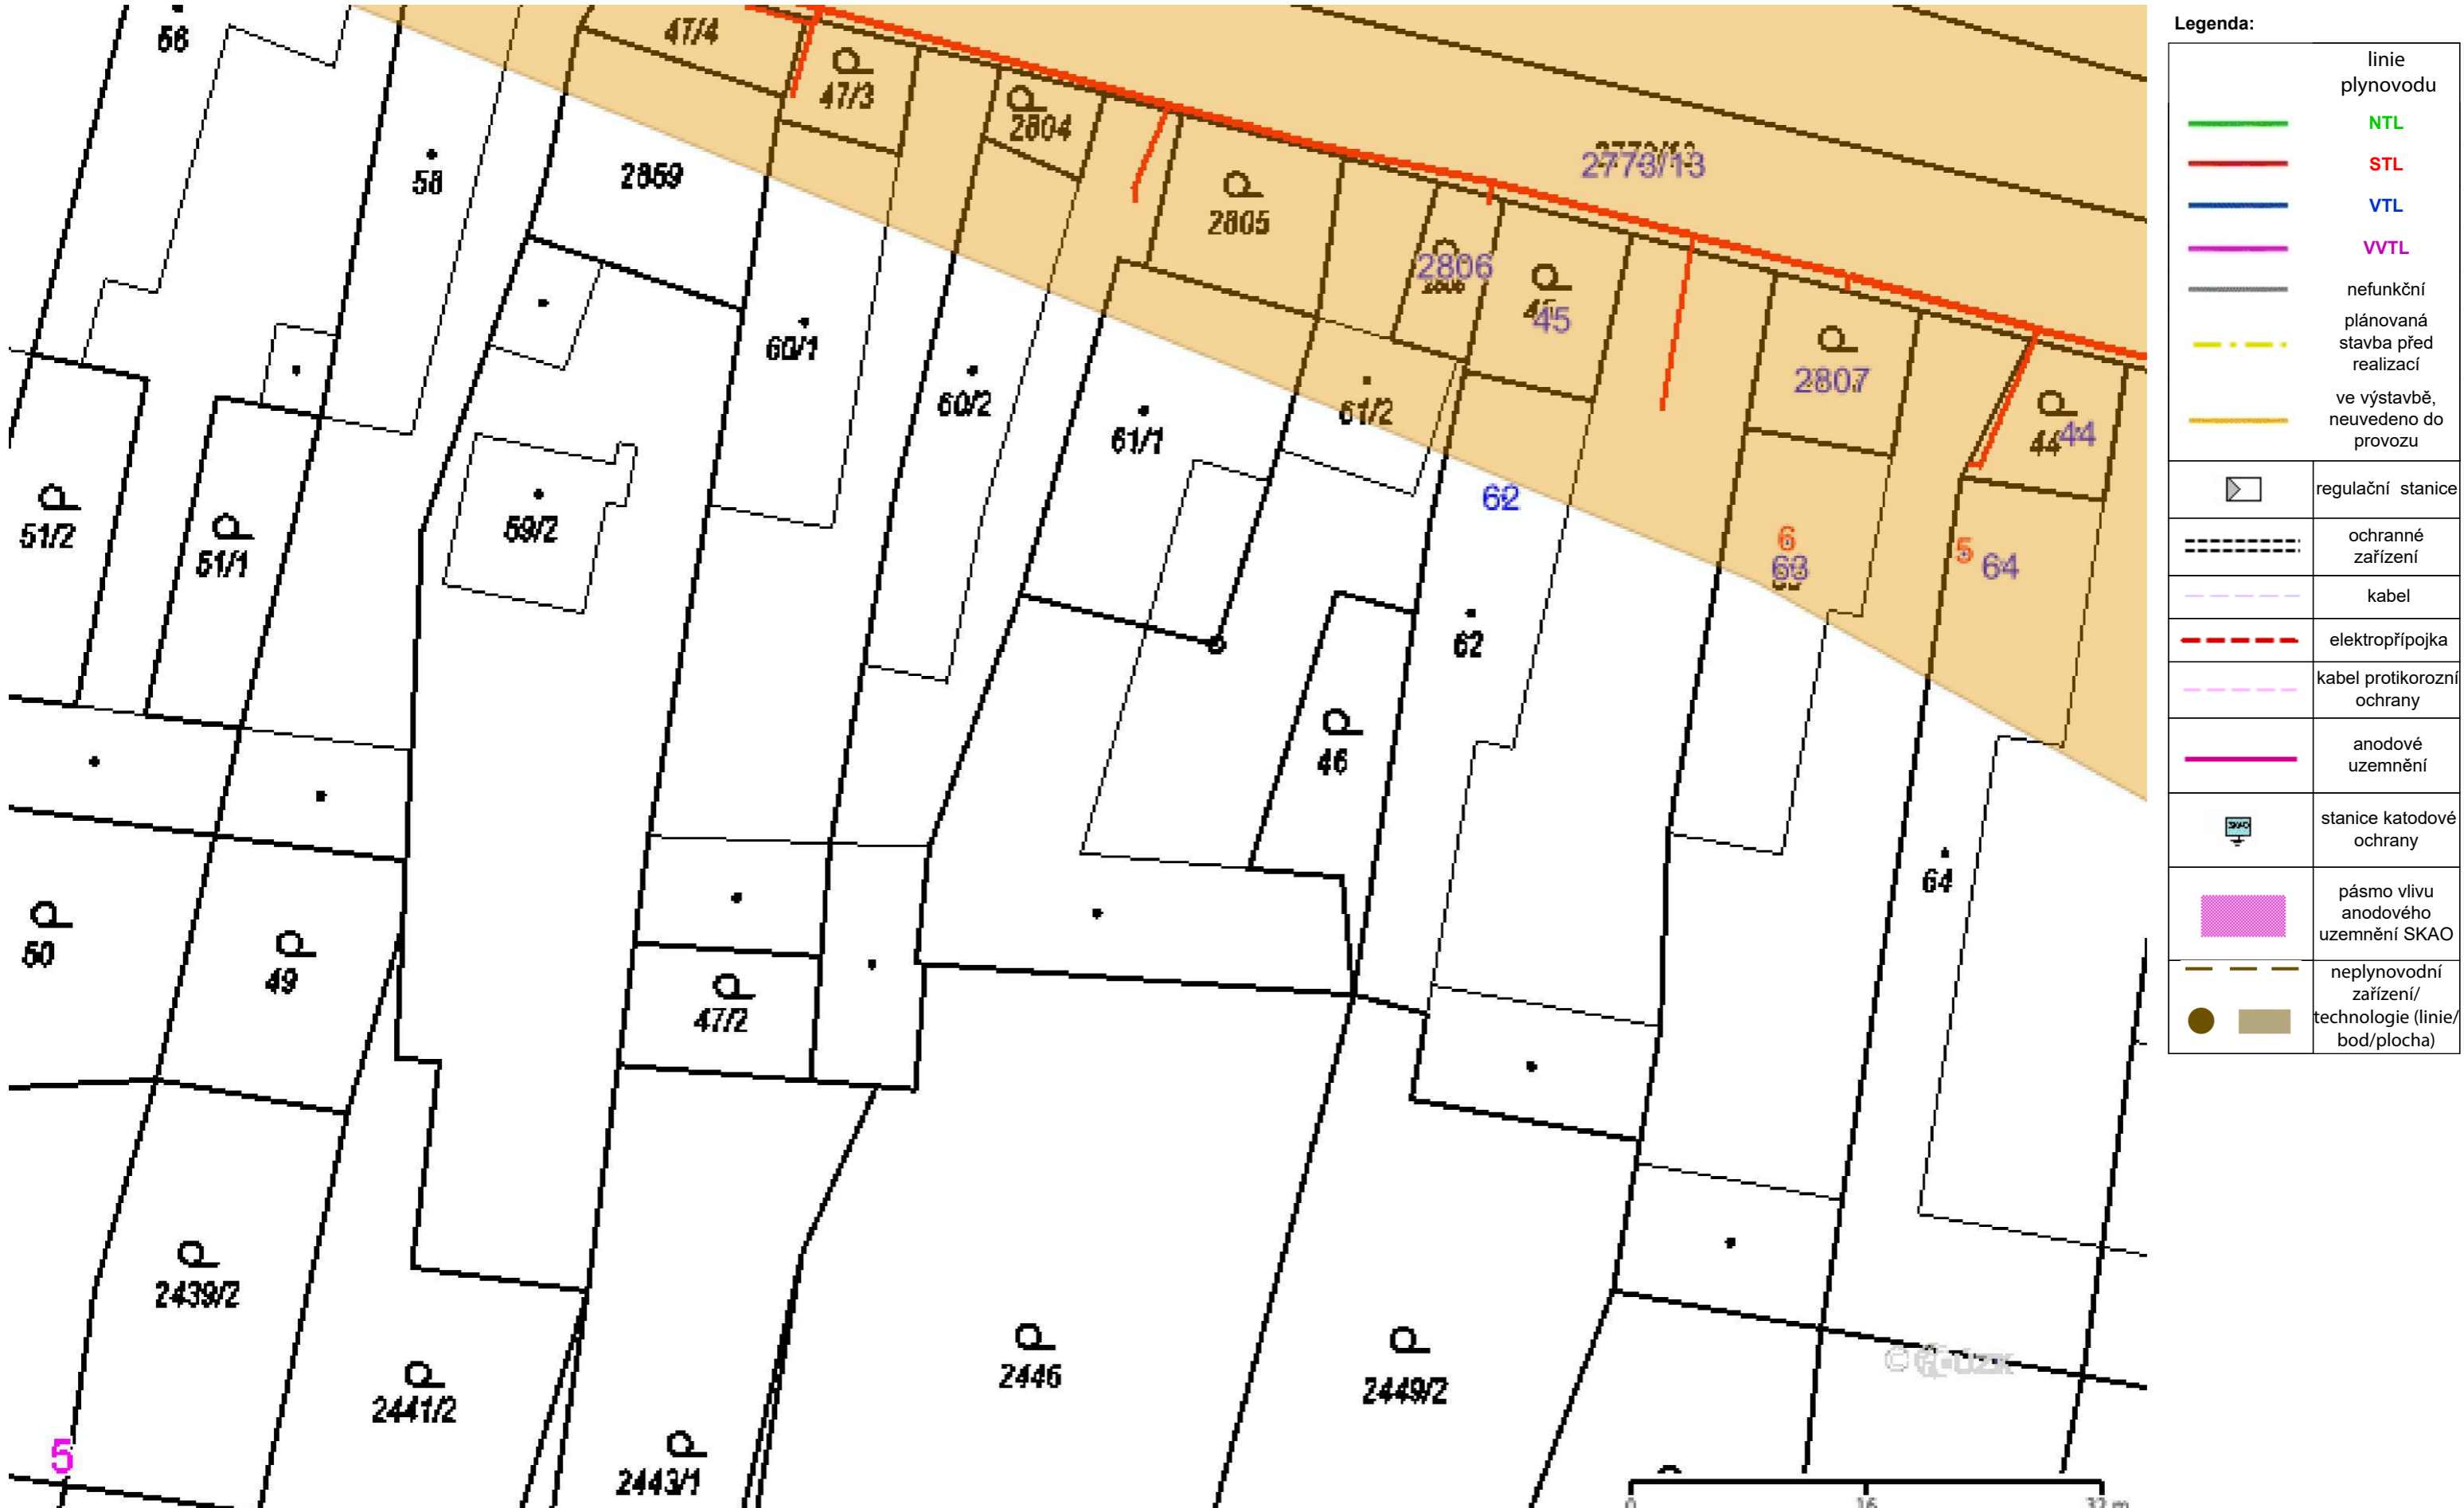 56
47/4
47/3
2804
58
2869
2805
2773/13
2806
45
45
2807
60/1
60/2
61/1
61/2
44
44
62
51/2
51/1
59/2
6
63
5
64
62
46
64
50
49
47/2
2439/2
2441/2
2446
2449/2
5
2443/1
0 16 32 m
Legenda:
linie
plynovodu
NTL
STL
VTL
VVTL
nefunkční
plánovaná
stavba před
realizací
ve výstavbě,
neuvedeno do
provozu
regulační stanice
ochranné
zařízení
kabel
elektropřípojka
kabel protikorozní
ochrany
anodové
uzemnění
SKAO
stanice katodové
ochrany
pásmo vlivu
anodového
uzemnění SKAO
neplynovodní
zařízení/
technologie (linie/
bod/plocha)